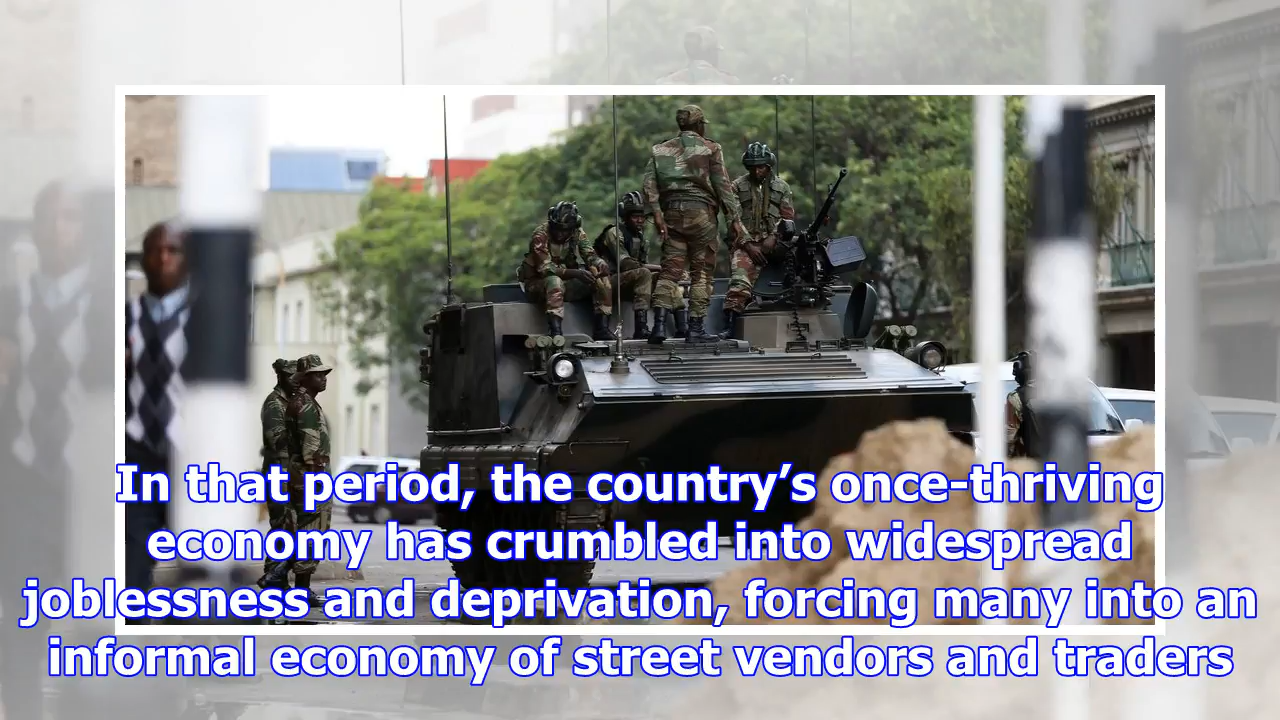 In that period, the country’s once-thriving
economy has crumbled into widespread
joblessness and deprivation, forcing many into an
informal economy of street vendors and traders